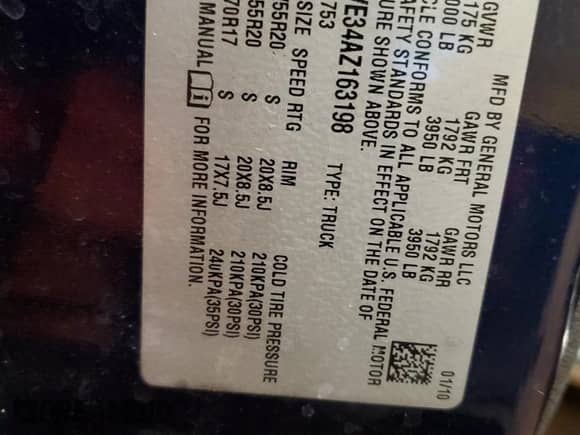 MFD BY GENERAL MOTORS LLC 01/10
GVWR GAWR FRT GAWR RR
175 KG 1792 KG 1792 KG
000 LB 3950 LB 3950 LB
CLE CONFORMS TO ALL APPLICABLE U.S. FEDERAL MOTOR
AFETY STANDARDS IN EFFECT ON THE DATE OF
URE SHOWN ABOVE.
E34AZ163198 TYPE: TRUCK
753
SIZE SPEED RTG RIM COLD TIRE PRESSURE
55R20 S 20X8.5J 210KPA(30PSI)
55R20 S 20X8.5J 210KPA(30PSI)
70R17 S 17X7.5J 240KPA(35PSI)
MANUAL FOR MORE INFORMATION.